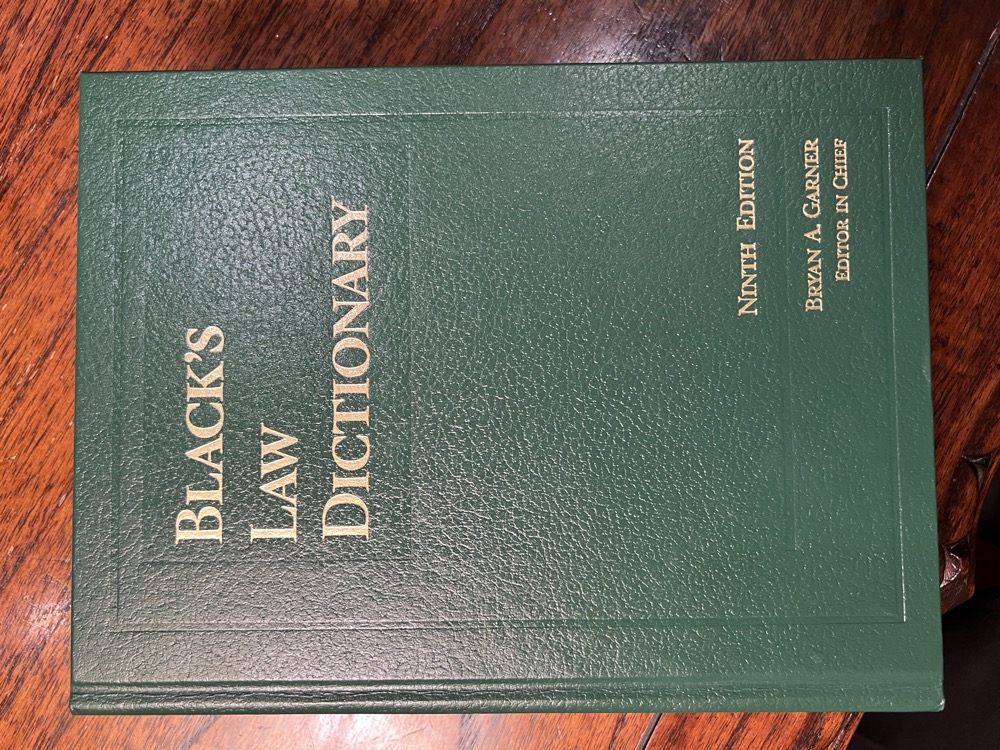 BLACK'S
LAW
DICTIONARY
NINTH EDITION
BRYAN A. GARNER
EDITOR IN CHIEF